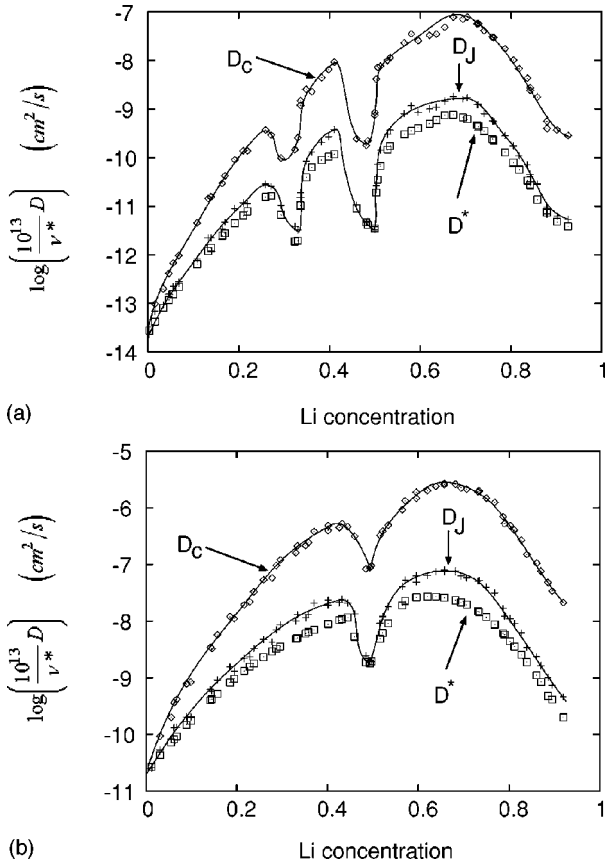 -7
-8
-9
-10
-11
-12
-13
-14
0
0.2
0.4
0.6
0.8
1
D_C
D_J
D*
log(10^13/ν* D) (cm²/s)
Li concentration
(a)
-5
-6
-7
-8
-9
-10
-11
0
0.2
0.4
0.6
0.8
1
D_C
D_J
D*
log(10^13/ν* D) (cm²/s)
Li concentration
(b)